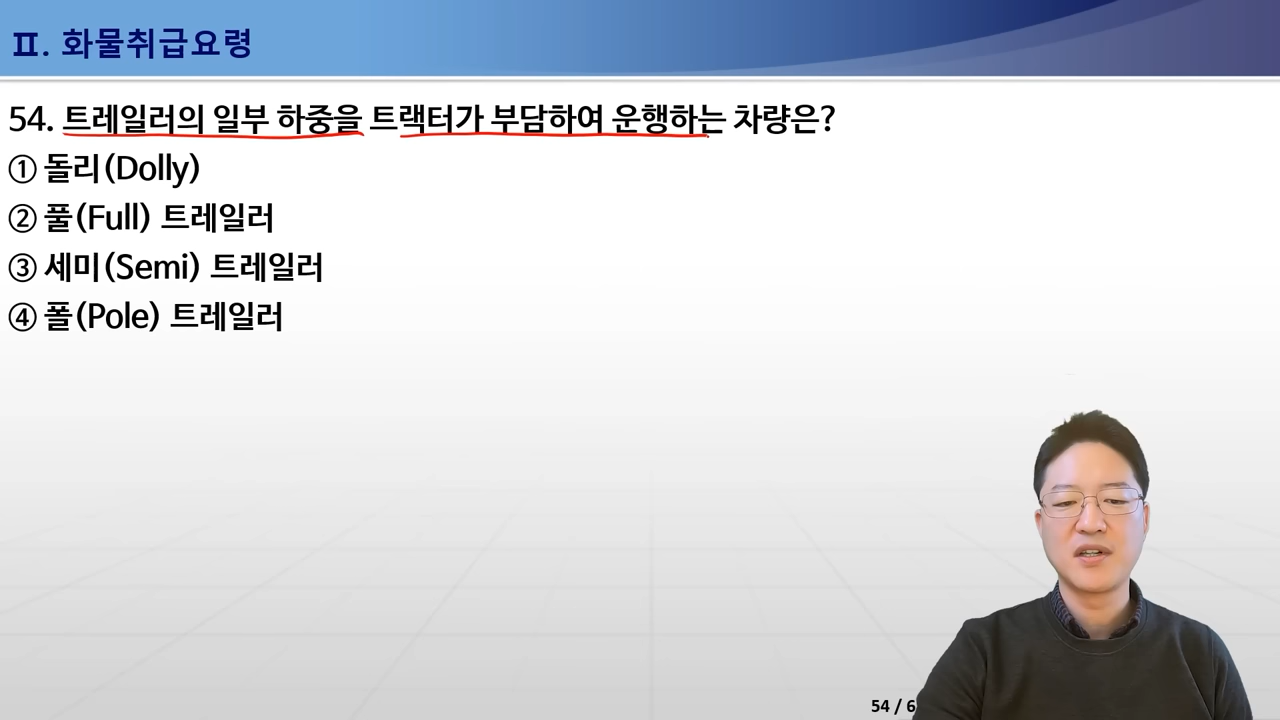 Ⅱ. 화물취급요령
54. 트레일러의 일부 하중을 트랙터가 부담하여 운행하는 차량은?
① 돌리(Dolly)
② 풀(Full) 트레일러
③ 세미(Semi) 트레일러
④ 폴(Pole) 트레일러
54 / 6